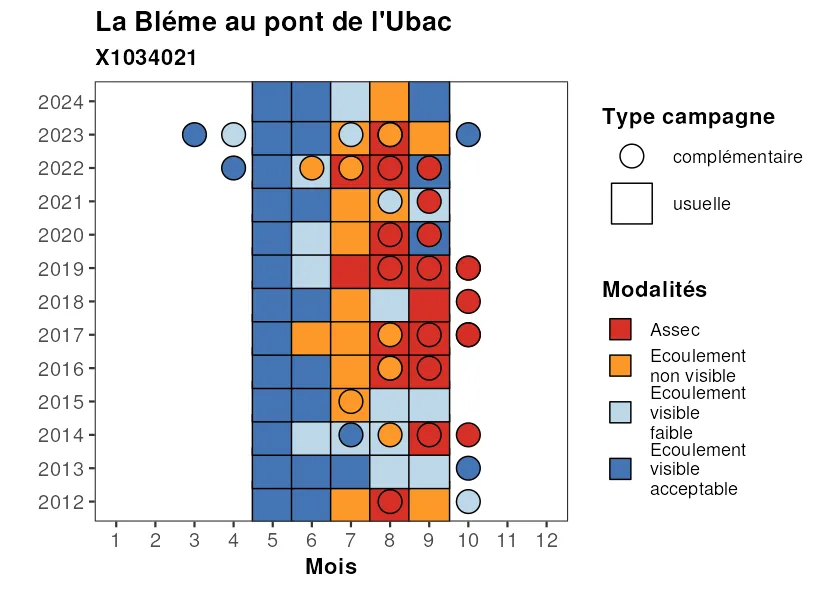 La Bléme au pont de l'Ubac
X1034021
2024
2023
2022
2021
2020
2019
2018
2017
2016
2015
2014
2013
2012
1 2 3 4 5 6 7 8 9 10 11 12
Mois
Type campagne
complémentaire
usuelle
Modalités
Assec
Ecoulement
non visible
Ecoulement
visible
faible
Ecoulement
visible
acceptable